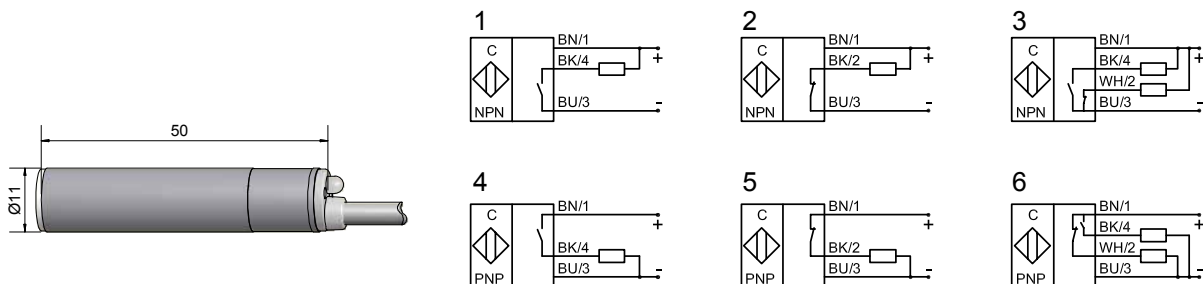 50
Ø11
1
C
NPN
BN/1
BK/4
BU/3
+
-
2
C
NPN
BN/1
BK/2
BU/3
+
-
3
C
NPN
BN/1
BK/4
WH/2
BU/3
+
-
4
C
PNP
BN/1
BK/4
BU/3
+
-
5
C
PNP
BN/1
BK/2
BU/3
+
-
6
C
PNP
BN/1
BK/4
WH/2
BU/3
+
-